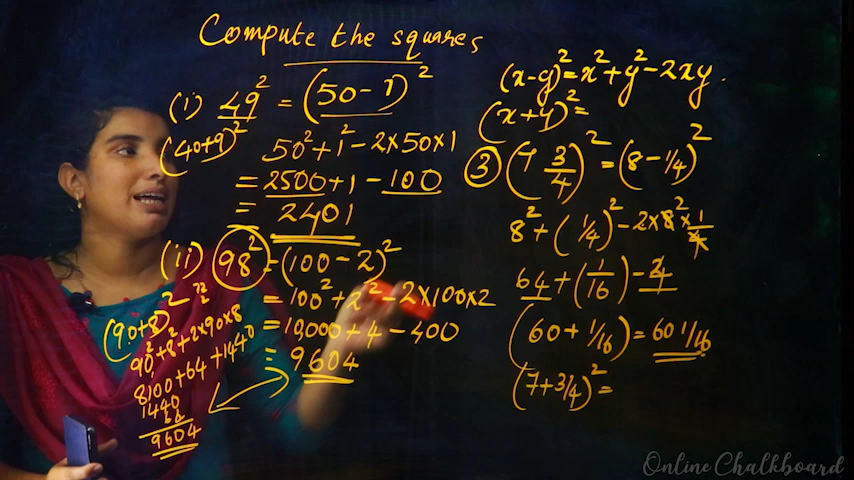 Compute the squares
(i) 49² = (50 - 1)²
(40+9)² 50² + 1² - 2×50×1
= 2500 + 1 - 100
= 2401
(ii) 98² = (100 - 2)²
= 100² + 2² - 2×100×2
= 10,000 + 4 - 400
= 9604
(90+8)²
90² + 8² + 2×90×8
8100 + 64 + 1440
1440
64
9604
(x-y)² = x² + y² - 2xy.
(x+y)² =
③ (7 3/4)² = (8 - 1/4)²
8² + (1/4)² - 2×8×1/4
64 + (1/16) - 4
(60 + 1/16) = 60 1/16
(7+3/4)² =
Online Chalkboard